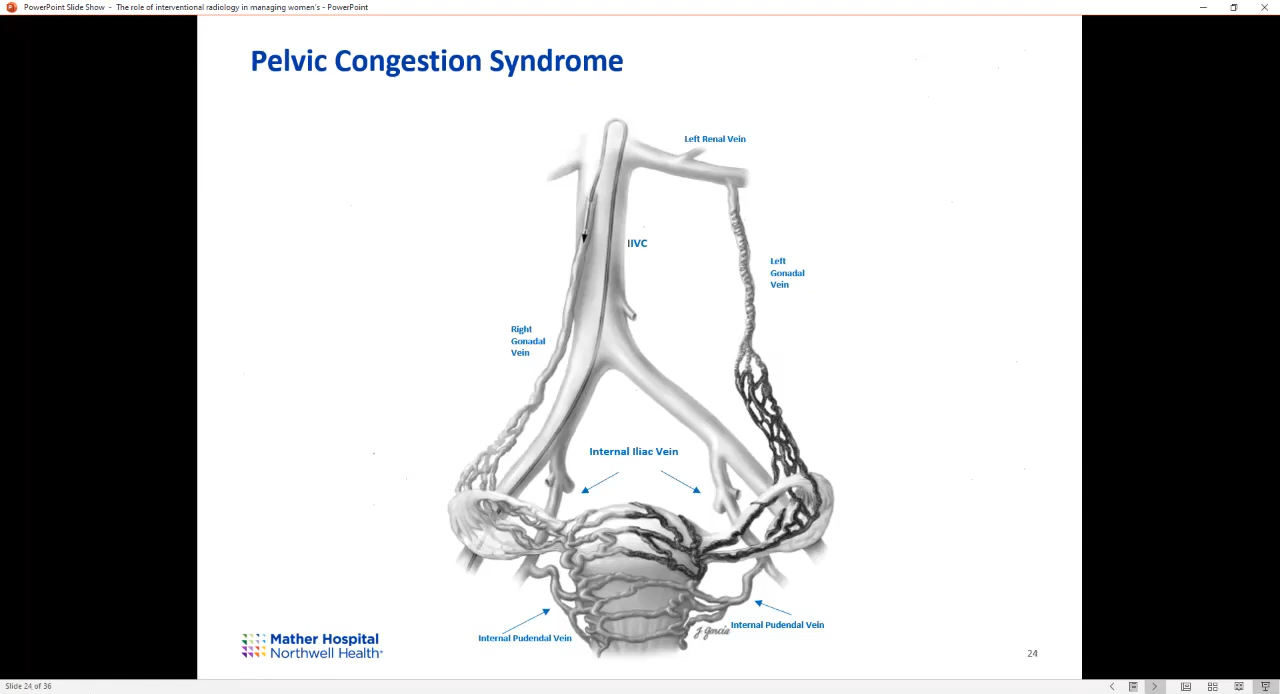 PowerPoint Slide Show - The role of interventional radiology in managing women's - PowerPoint
Pelvic Congestion Syndrome
Left Renal Vein
IIVC
Left
Gonadal
Vein
Right
Gonadal
Vein
Internal Iliac Vein
Internal Pudendal Vein
Internal Pudendal Vein
J Garcia
Mather Hospital
Northwell Health
24
Slide 24 of 36